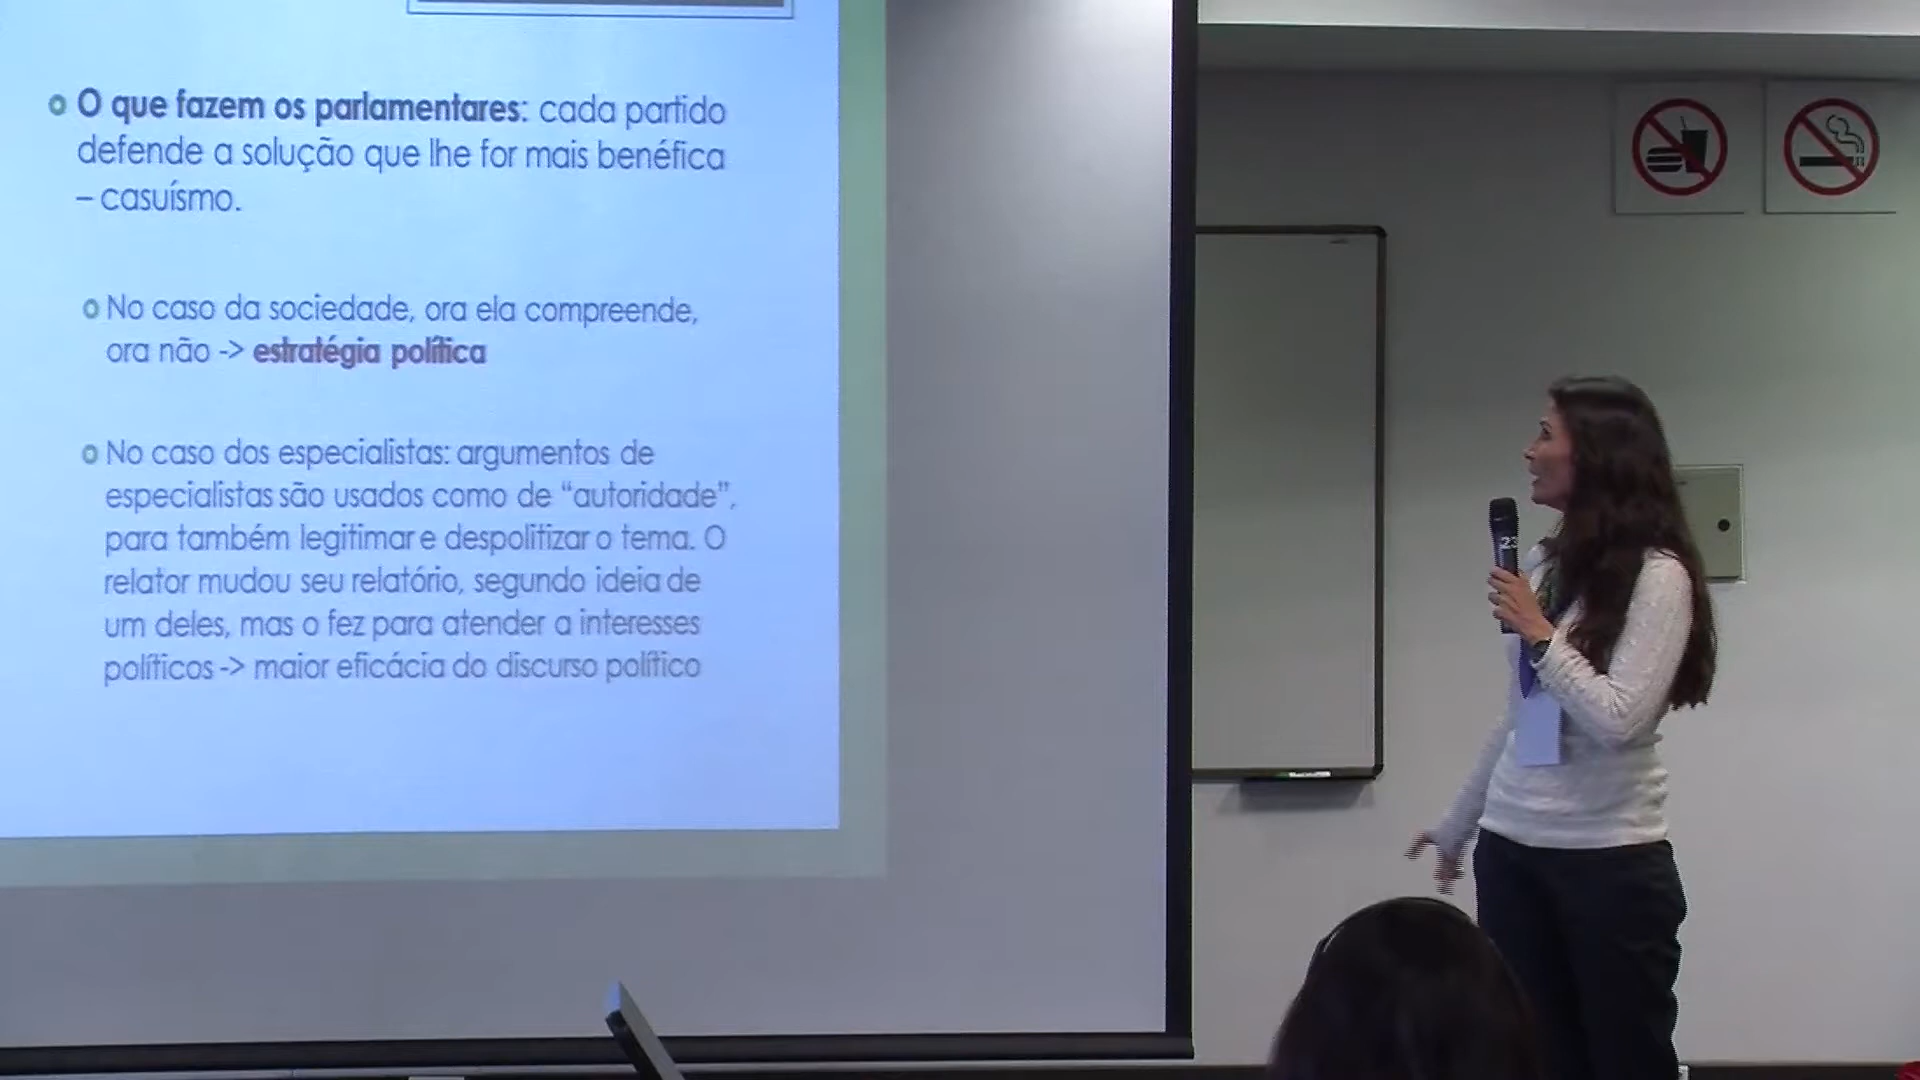 O que fazem os parlamentares: cada partido
defende a solução que lhe for mais benéfica
– casuísmo.
No caso da sociedade, ora ela compreende,
ora não -> estratégia política
No caso dos especialistas: argumentos de
especialistas são usados como de “autoridade”,
para também legitimar e despolitizar o tema. O
relator mudou seu relatório, segundo ideia de
um deles, mas o fez para atender a interesses
políticos -> maior eficácia do discurso político
23